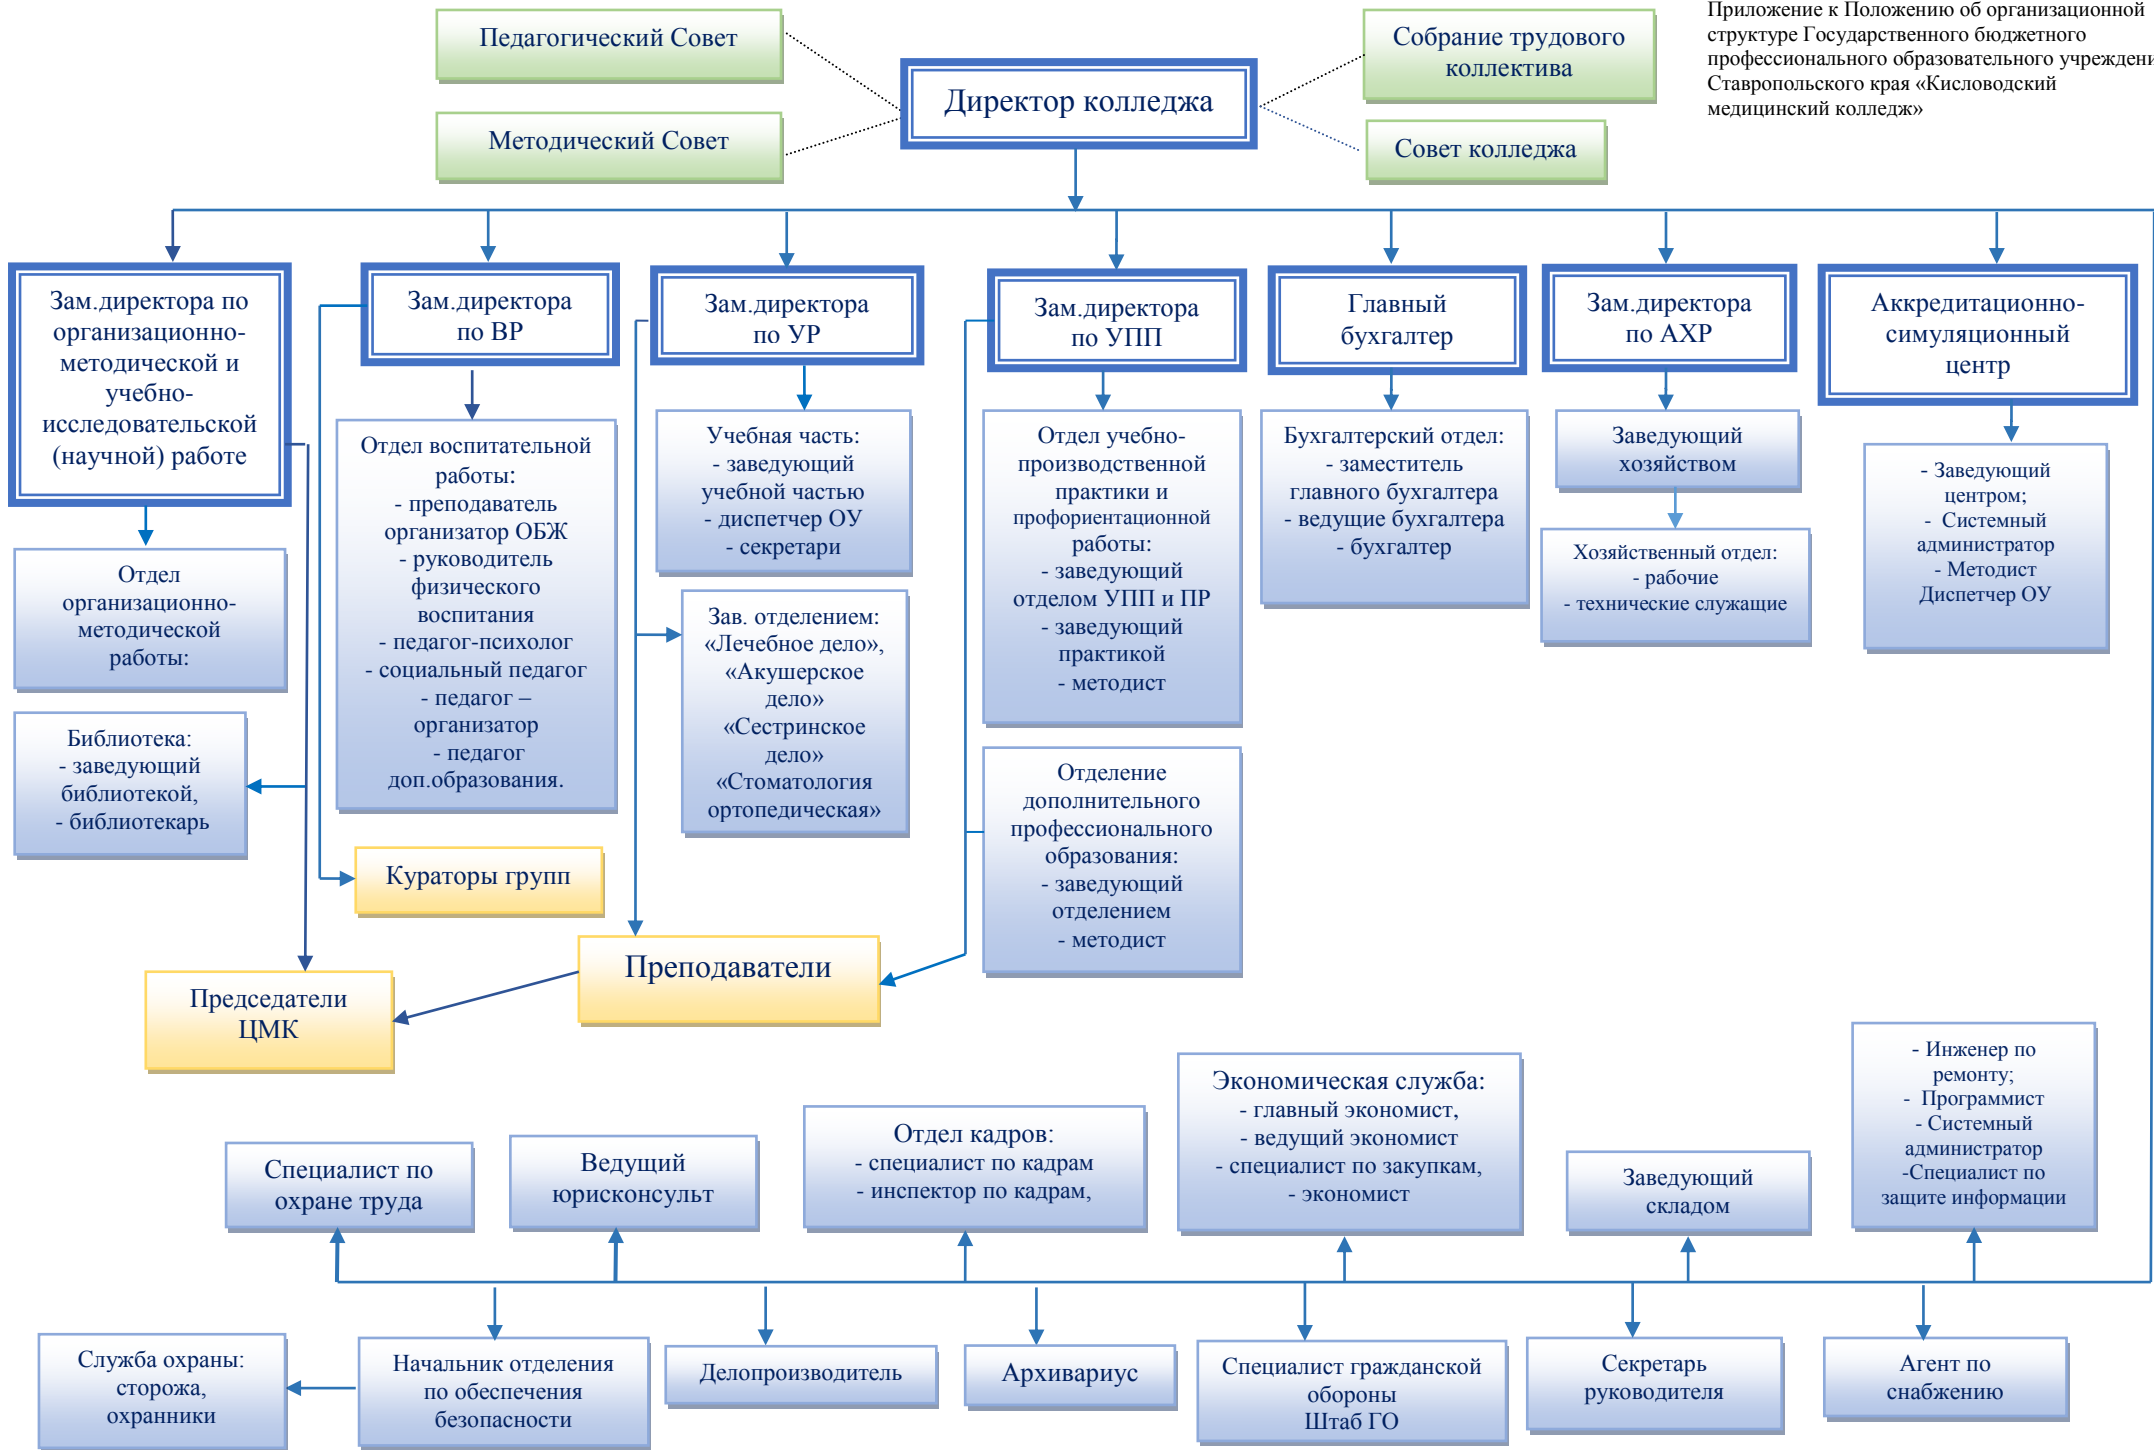 Приложение к Положению об организационной
структуре Государственного бюджетного
профессионального образовательного учреждени
Ставропольского края «Кисловодский
медицинский колледж»
Педагогический Совет
Методический Совет
Директор колледжа
Собрание трудового
коллектива
Совет колледжа
Зам.директора по
организационно-
методической и
учебно-
исследовательской
(научной) работе
Зам.директора
по ВР
Зам.директора
по УР
Зам.директора
по УПП
Главный
бухгалтер
Зам.директора
по АХР
Аккредитационно-
симуляционный
центр
Отдел
организационно-
методической
работы:
Библиотека:
- заведующий
библиотекой,
- библиотекарь
Отдел воспитательной
работы:
- преподаватель
организатор ОБЖ
- руководитель
физического
воспитания
- педагог-психолог
- социальный педагог
- педагог –
организатор
- педагог
доп.образования.
Кураторы групп
Учебная часть:
- заведующий
учебной частью
- диспетчер ОУ
- секретари
Зав. отделением:
«Лечебное дело»,
«Акушерское
дело»
«Сестринское
дело»
«Стоматология
ортопедическая»
Отдел учебно-
производственной
практики и
профориентационной
работы:
- заведующий
отделом УПП и ПР
- заведующий
практикой
- методист
Отделение
дополнительного
профессионального
образования:
- заведующий
отделением
- методист
Бухгалтерский отдел:
- заместитель
главного бухгалтера
- ведущие бухгалтера
- бухгалтер
Заведующий
хозяйством
Хозяйственный отдел:
- рабочие
- технические служащие
- Заведующий
центром;
- Системный
администратор
- Методист
Диспетчер ОУ
Преподаватели
Председатели
ЦМК
Специалист по
охране труда
Ведущий
юрисконсульт
Отдел кадров:
- специалист по кадрам
- инспектор по кадрам,
Экономическая служба:
- главный экономист,
- ведущий экономист
- специалист по закупкам,
- экономист
Заведующий
складом
- Инженер по
ремонту;
- Программист
- Системный
администратор
-Специалист по
защите информации
Служба охраны:
сторожа,
охранники
Начальник отделения
по обеспечения
безопасности
Делопроизводитель
Архивариус
Специалист гражданской
обороны
Штаб ГО
Секретарь
руководителя
Агент по
снабжению